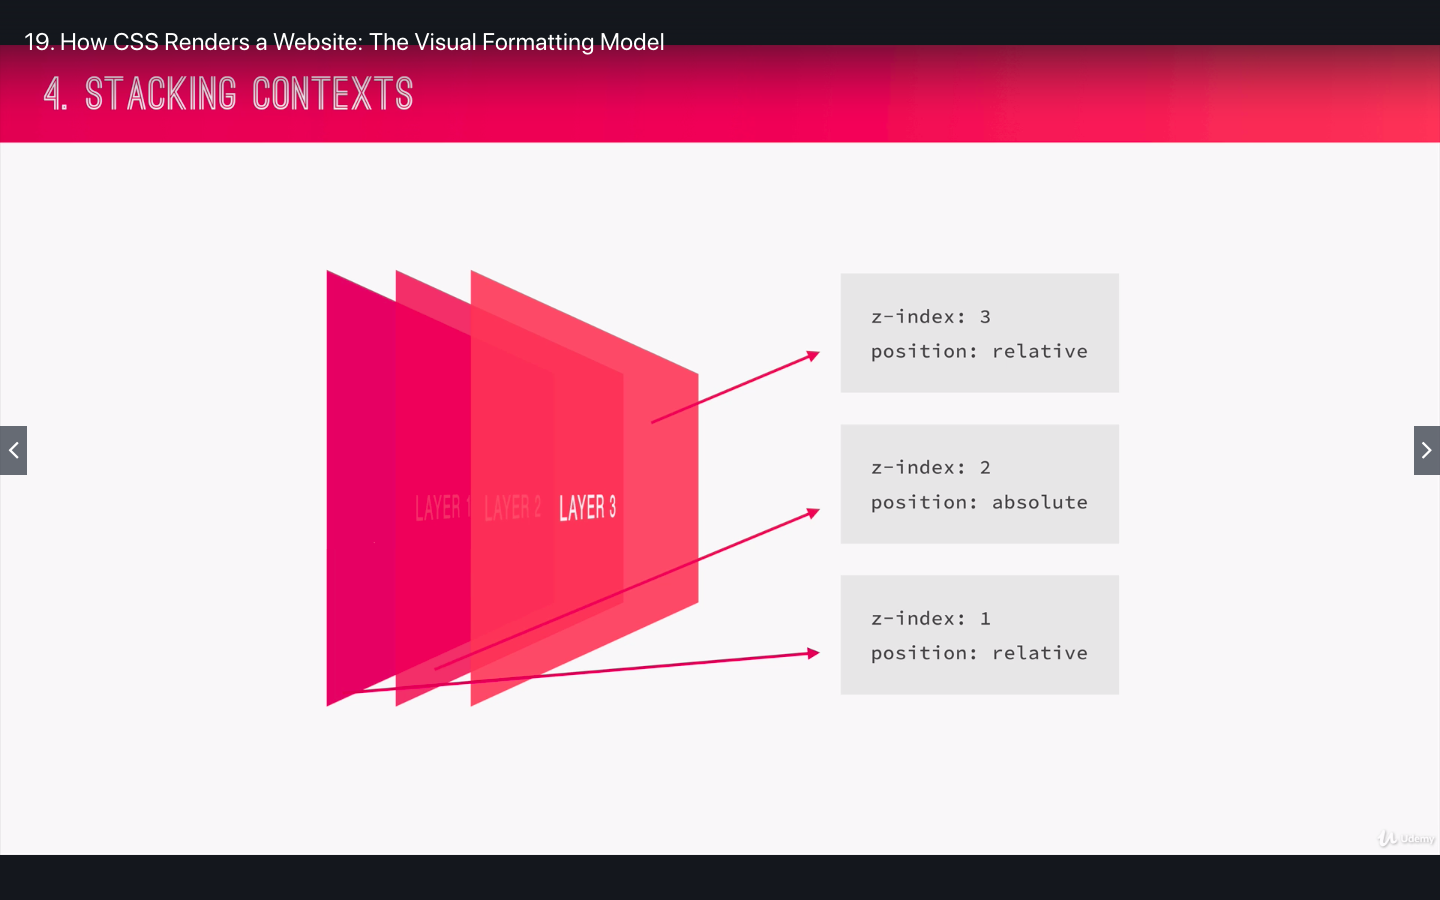 19. How CSS Renders a Website: The Visual Formatting Model
4. STACKING CONTEXTS
z-index: 3
position: relative
z-index: 2
position: absolute
LAYER 1 LAYER 2 LAYER 3
z-index: 1
position: relative
Udemy